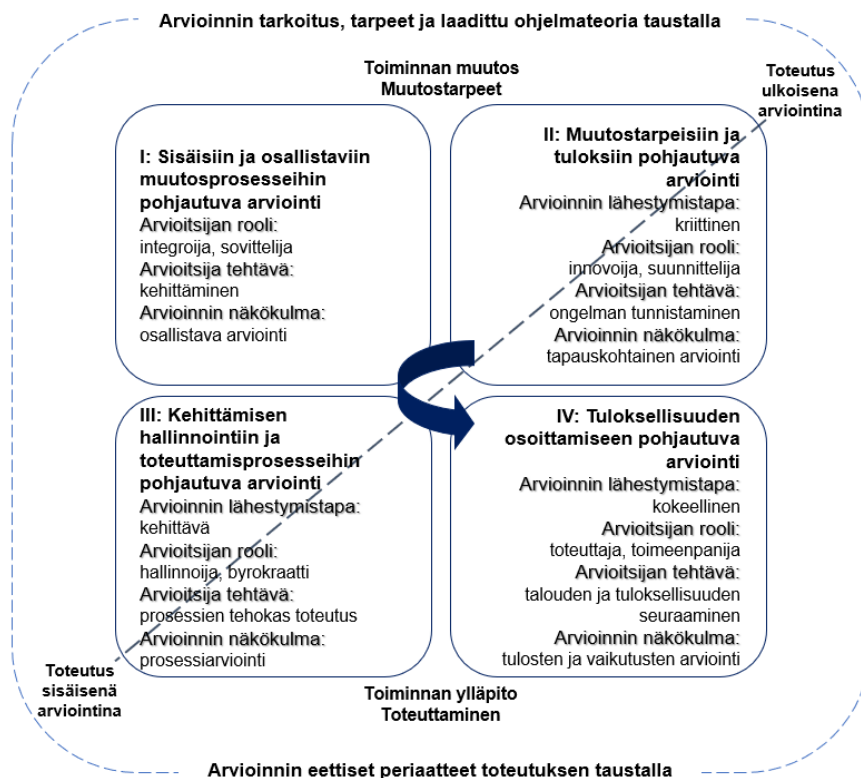 Arvioinnin tarkoitus, tarpeet ja laadittu ohjelmateoria taustalla
Toiminnan muutos
Muutostarpeet
Toteutus
ulkoisena
arviointina
I: Sisäisiin ja osallistaviin
muutosprosesseihin
pohjautuva arviointi
Arvioitsijan rooli:
integroija, sovittelija
Arvioitsija tehtävä:
kehittäminen
Arvioinnin näkökulma:
osallistava arviointi
II: Muutostarpeisiin ja
tuloksiin pohjautuva
arviointi
Arvioinnin lähestymistapa:
kriittinen
Arvioitsijan rooli:
innovoija, suunnittelija
Arvioitsijan tehtävä:
ongelman tunnistaminen
Arvioinnin näkökulma:
tapauskohtainen arviointi
III: Kehittämisen
hallinnointiin ja
toteuttamisprosesseihin
pohjautuva arviointi
Arvioinnin lähestymistapa:
kehittävä
Arvioitsijan rooli:
hallinnoija, byrokraatti
Arvioitsija tehtävä:
prosessien tehokas toteutus
Arvioinnin näkökulma:
prosessiarviointi
IV: Tuloksellisuuden
osoittamiseen pohjautuva
arviointi
Arvioinnin lähestymistapa:
kokeellinen
Arvioitsijan rooli:
toteuttaja, toimeenpanija
Arvioitsijan tehtävä:
talouden ja tuloksellisuuden
seuraaminen
Arvioinnin näkökulma:
tulosten ja vaikutusten arviointi
Toteutus
sisäisenä
arviointina
Toiminnan ylläpito
Toteuttaminen
Arvioinnin eettiset periaatteet toteutuksen taustalla